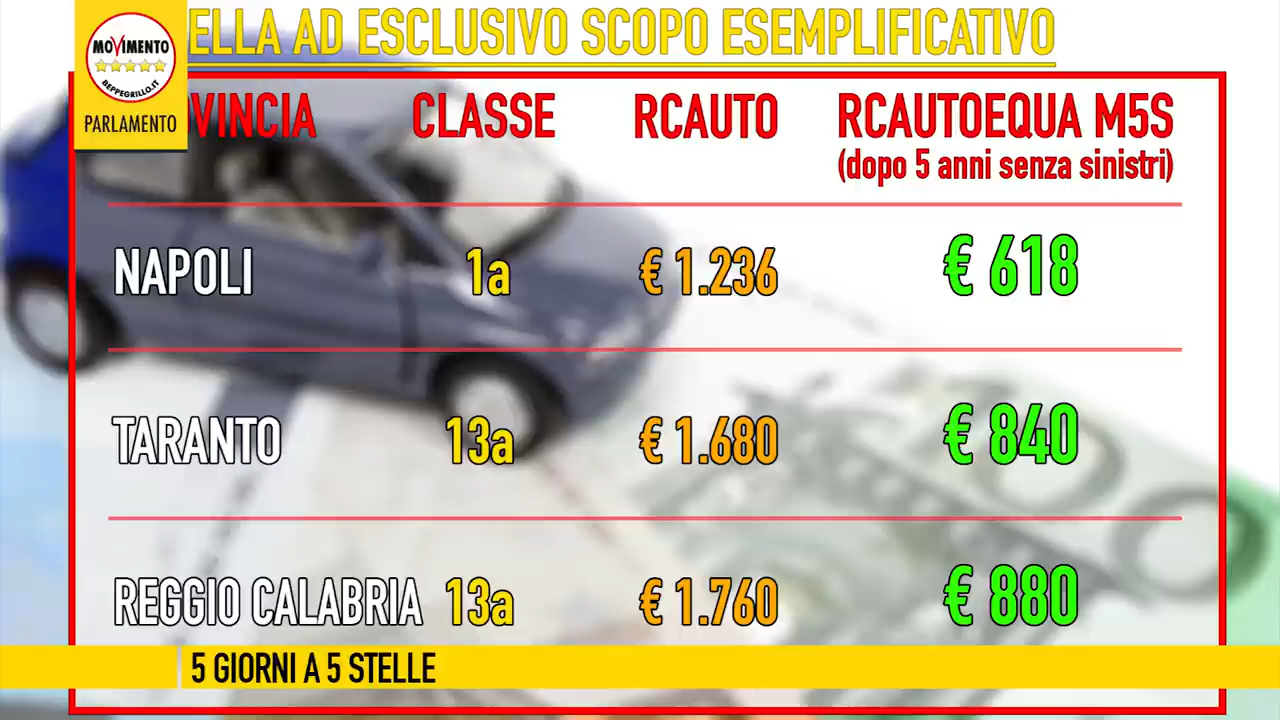 MOVIMENTO
BEPPEGRILLO.IT
PARLAMENTO
ELLA AD ESCLUSIVO SCOPO ESEMPLIFICATIVO
VINCIA CLASSE RCAUTO RCAUTOEQUA M5S
(dopo 5 anni senza sinistri)
NAPOLI 1a € 1.236 € 618
TARANTO 13a € 1.680 € 840
REGGIO CALABRIA 13a € 1.760 € 880
5 GIORNI A 5 STELLE